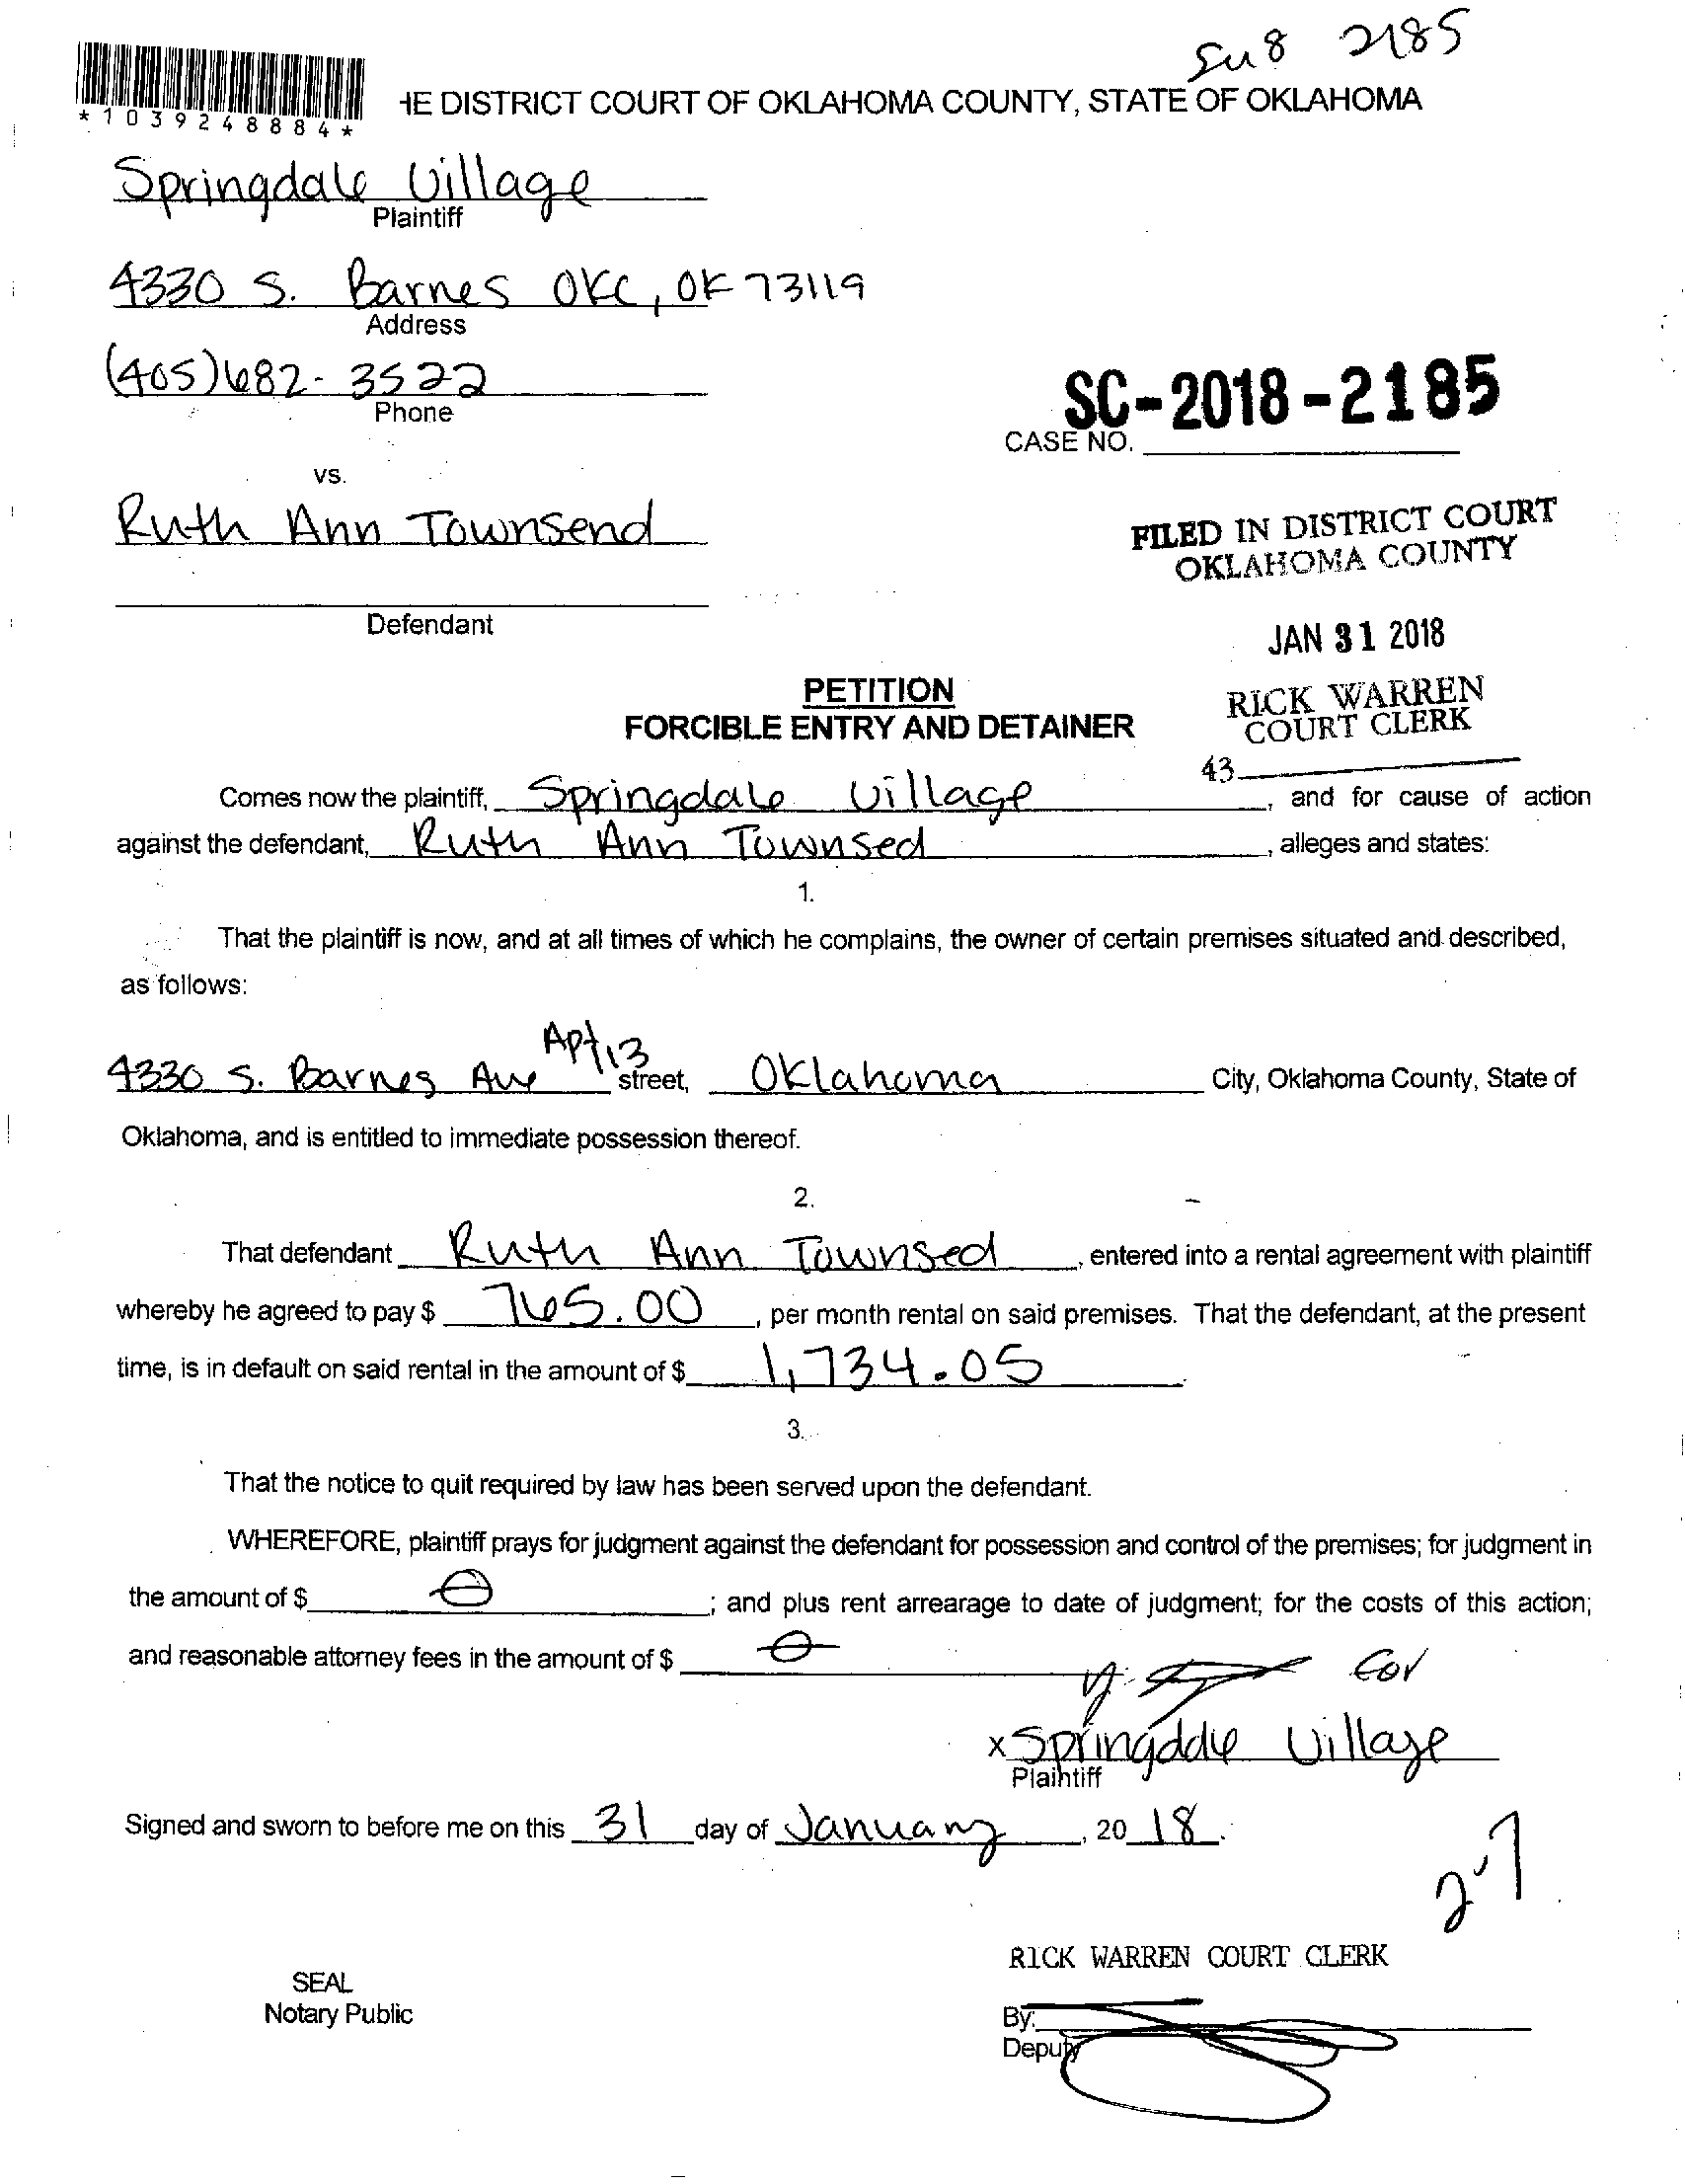 2185
*1039248884*
HE DISTRICT COURT OF OKLAHOMA COUNTY, STATE OF OKLAHOMA
Springdale Village
Plaintiff
4330 S. Barnes OKC, OK 73119
Address
(405)682-3522
Phone
SC-2018-2185
CASE NO.
vs.
Ruth Ann Townsend
FILED IN DISTRICT COURT
OKLAHOMA COUNTY
Defendant
JAN 31 2018
PETITION
RICK WARREN
COURT CLERK
FORCIBLE ENTRY AND DETAINER
43
Comes now the plaintiff, Springdale Village, and for cause of action
against the defendant, Ruth Ann Townsed, alleges and states:
1.
That the plaintiff is now, and at all times of which he complains, the owner of certain premises situated and described,
as follows:
4330 S. Barnes Ave Apt 13 street, Oklahoma City, Oklahoma County, State of
Oklahoma, and is entitled to immediate possession thereof.
2.
That defendant Ruth Ann Townsed, entered into a rental agreement with plaintiff
whereby he agreed to pay $ 765.00, per month rental on said premises. That the defendant, at the present
time, is in default on said rental in the amount of $ 1,734.05.
3.
That the notice to quit required by law has been served upon the defendant.
WHEREFORE, plaintiff prays for judgment against the defendant for possession and control of the premises; for judgment in
the amount of $ 0; and plus rent arrearage to date of judgment; for the costs of this action;
and reasonable attorney fees in the amount of $ 0
for
x Springdale Village
Plaintiff
Signed and sworn to before me on this 31 day of January, 2018.
2-7
RICK WARREN COURT CLERK
SEAL
Notary Public
By:
Deputy